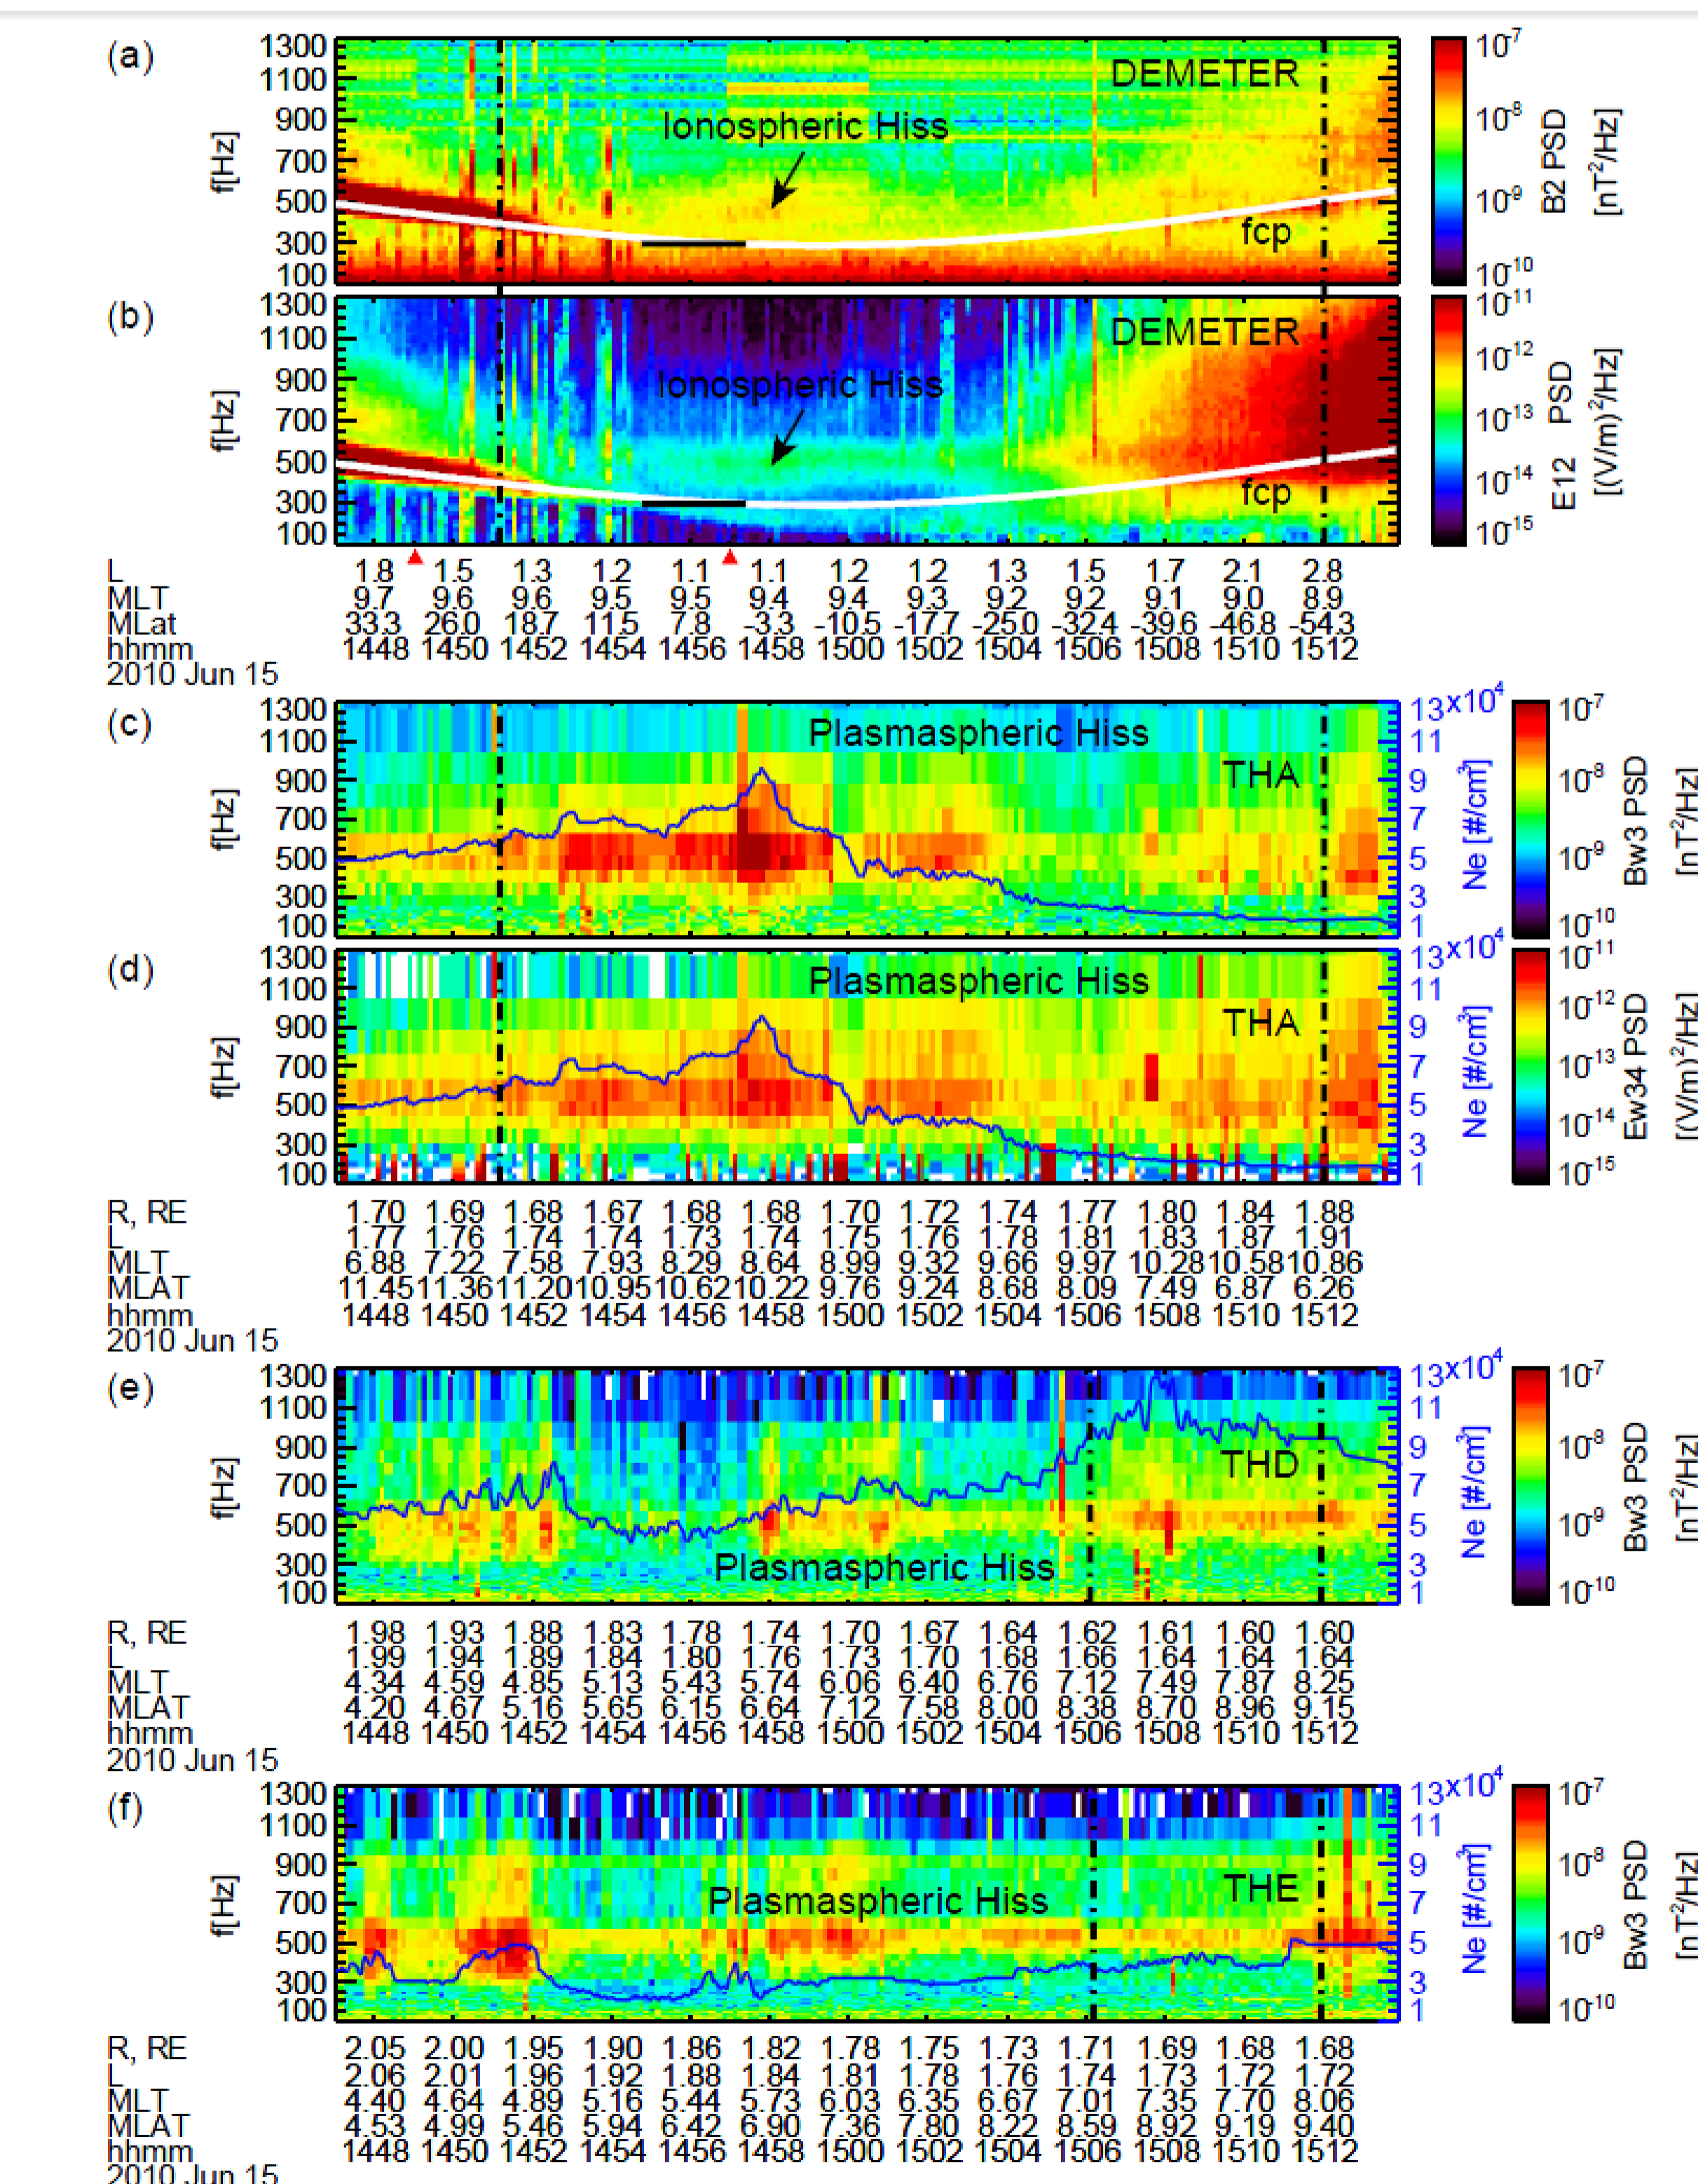 (a)
f[Hz]
1300
1100
900
700
500
300
100
DEMETER
Ionospheric Hiss
fcp
10-7
10-8
10-9
10-10
B2 PSD
[nT2/Hz]
(b)
f[Hz]
1300
1100
900
700
500
300
100
DEMETER
Ionospheric Hiss
fcp
10-11
10-12
10-13
10-14
10-15
E12 PSD
[(V/m)2/Hz]
L 1.8 1.5 1.3 1.2 1.1 1.1 1.2 1.2 1.3 1.5 1.7 2.1 2.8
MLT 9.7 9.6 9.6 9.5 9.5 9.4 9.4 9.3 9.2 9.2 9.1 9.0 8.9
MLat 33.3 26.0 18.7 11.5 7.8 -3.3 -10.5 -17.7 -25.0 -32.4 -39.6 -46.8 -54.3
hhmm 1448 1450 1452 1454 1456 1458 1500 1502 1504 1506 1508 1510 1512
2010 Jun 15
(c)
f[Hz]
1300
1100
900
700
500
300
100
Plasmaspheric Hiss
THA
13x104
11
9
7
5
3
1
Ne [#/cm3]
10-7
10-8
10-9
10-10
Bw3 PSD
[nT2/Hz]
(d)
f[Hz]
1300
1100
900
700
500
300
100
Plasmaspheric Hiss
THA
13x104
11
9
7
5
3
1
Ne [#/cm3]
10-11
10-12
10-13
10-14
10-15
Ew34 PSD
[(V/m)2/Hz]
R, RE 1.70 1.69 1.68 1.67 1.68 1.68 1.70 1.72 1.74 1.77 1.80 1.84 1.88
L 1.77 1.76 1.74 1.74 1.73 1.74 1.75 1.76 1.78 1.81 1.83 1.87 1.91
MLT 6.88 7.22 7.58 7.93 8.29 8.64 8.99 9.32 9.66 9.97 10.28 10.58 10.86
MLAT 11.45 11.36 11.20 10.95 10.62 10.22 9.76 9.24 8.68 8.09 7.49 6.87 6.26
hhmm 1448 1450 1452 1454 1456 1458 1500 1502 1504 1506 1508 1510 1512
2010 Jun 15
(e)
f[Hz]
1300
1100
900
700
500
300
100
THD
Plasmaspheric Hiss
13x104
11
9
7
5
3
1
Ne [#/cm3]
10-7
10-8
10-9
10-10
Bw3 PSD
[nT2/Hz]
R, RE 1.98 1.93 1.88 1.83 1.78 1.74 1.70 1.67 1.64 1.62 1.61 1.60 1.60
L 1.99 1.94 1.89 1.84 1.80 1.76 1.73 1.70 1.68 1.66 1.64 1.64 1.64
MLT 4.34 4.59 4.85 5.13 5.43 5.74 6.06 6.40 6.76 7.12 7.49 7.87 8.25
MLAT 4.20 4.67 5.16 5.65 6.15 6.64 7.12 7.58 8.00 8.38 8.70 8.96 9.15
hhmm 1448 1450 1452 1454 1456 1458 1500 1502 1504 1506 1508 1510 1512
2010 Jun 15
(f)
f[Hz]
1300
1100
900
700
500
300
100
Plasmaspheric Hiss
THE
13x104
11
9
7
5
3
1
Ne [#/cm3]
10-7
10-8
10-9
10-10
Bw3 PSD
[nT2/Hz]
R, RE 2.05 2.00 1.95 1.90 1.86 1.82 1.78 1.75 1.73 1.71 1.69 1.68 1.68
L 2.06 2.01 1.96 1.92 1.88 1.84 1.81 1.78 1.76 1.74 1.73 1.72 1.72
MLT 4.40 4.64 4.89 5.16 5.44 5.73 6.03 6.35 6.67 7.01 7.35 7.70 8.06
MLAT 4.53 4.99 5.46 5.94 6.42 6.90 7.36 7.80 8.22 8.59 8.92 9.19 9.40
hhmm 1448 1450 1452 1454 1456 1458 1500 1502 1504 1506 1508 1510 1512
2010 Jun 15